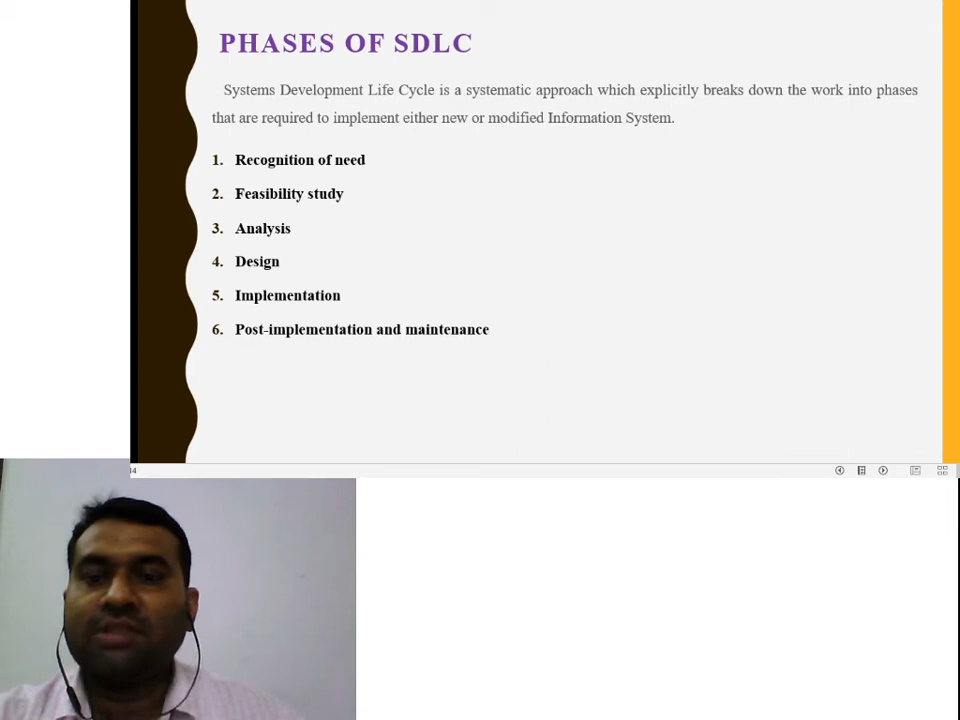 PHASES OF SDLC
Systems Development Life Cycle is a systematic approach which explicitly breaks down the work into phases
that are required to implement either new or modified Information System.
1. Recognition of need
2. Feasibility study
3. Analysis
4. Design
5. Implementation
6. Post-implementation and maintenance